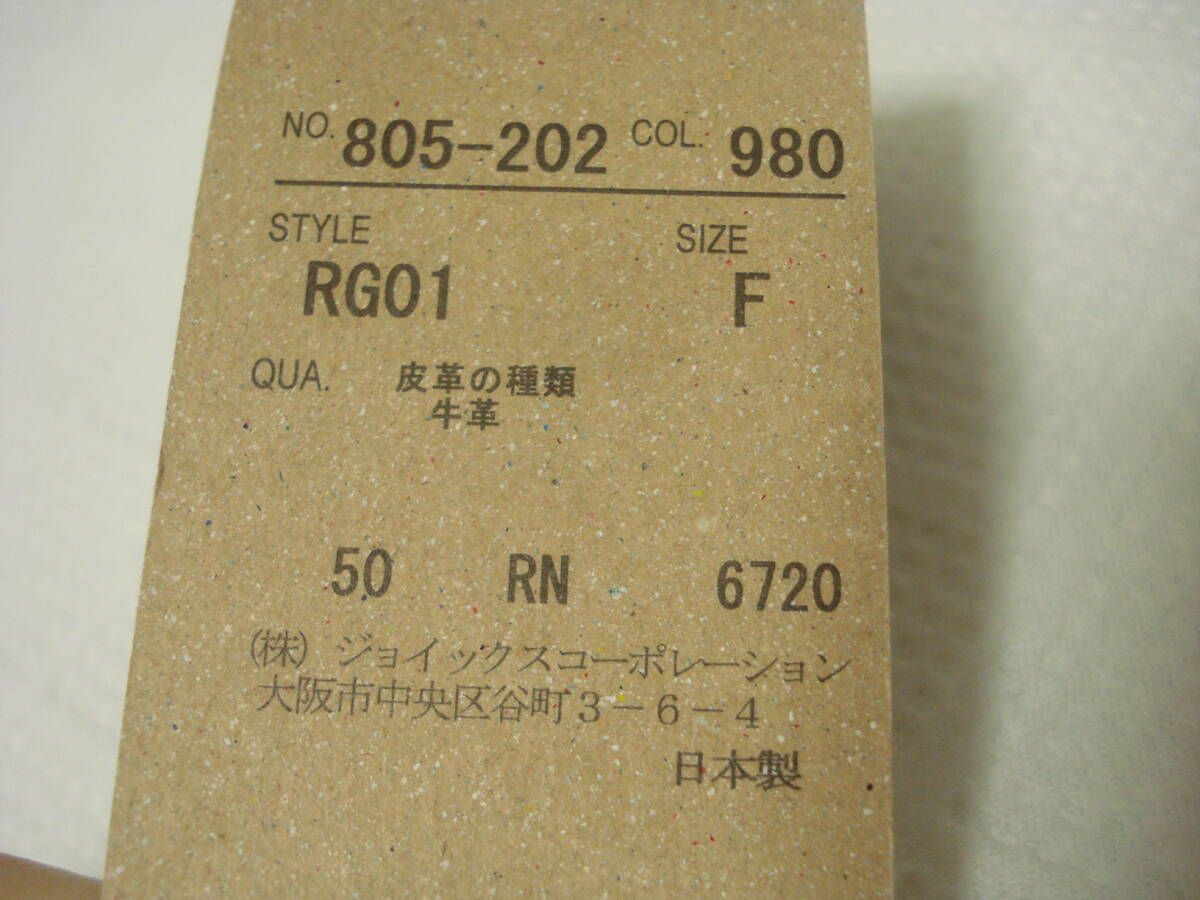 NO. 805-202 COL. 980
STYLE SIZE
RG01 F
QUA. 皮革の種類
牛革
50 RN 6720
(株) ジョイックスコーポレーション
大阪市中央区谷町3-6-4
日本製